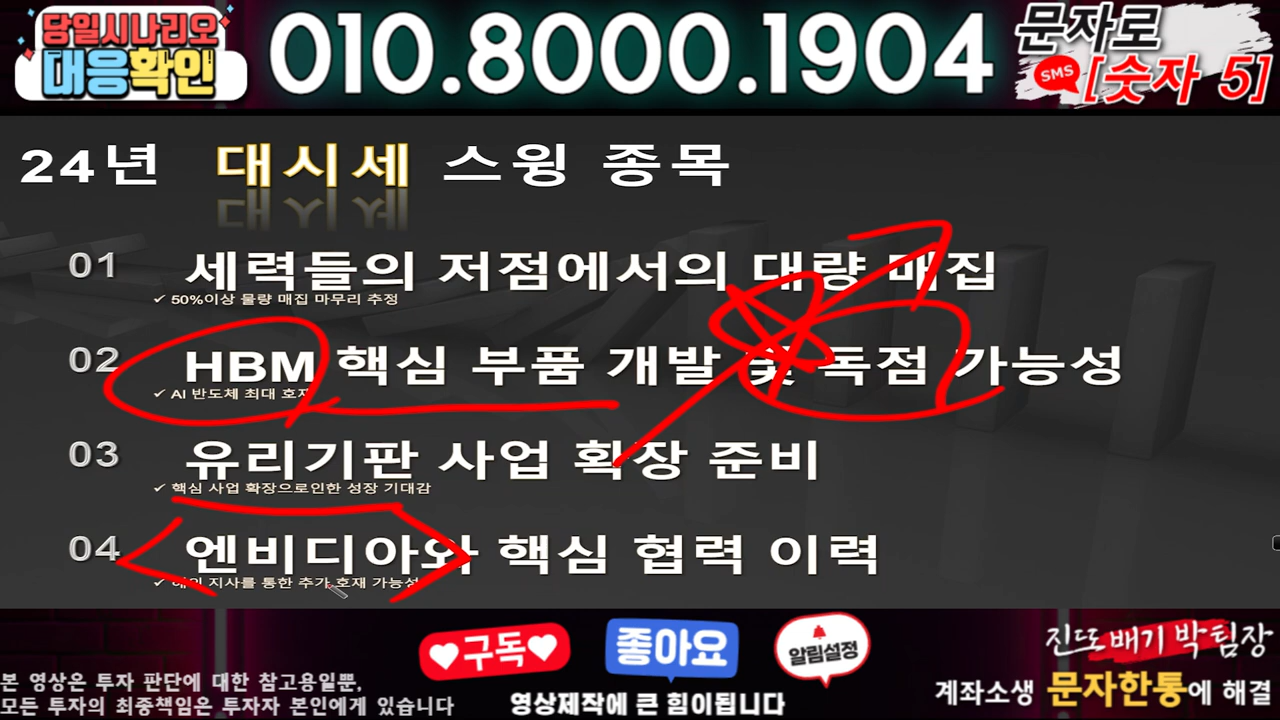 당일시나리오
대응확인
010.8000.1904
문자로
SMS [숫자 5]
24년 대시세 스윙 종목
01 세력들의 저점에서의 대량 매집
✓ 50%이상 물량 매집 마무리 추정
02 HBM 핵심 부품 개발 및 독점 가능성
✓ AI 반도체 최대 호재
03 유리기판 사업 확장 준비
✓ 핵심 사업 확장으로인한 성장 기대감
04 엔비디아와 핵심 협력 이력
✓ 해외 지사를 통한 추가 호재 가능성
구독
좋아요
알림설정
영상제작에 큰 힘이됩니다
본 영상은 투자 판단에 대한 참고용일뿐,
모든 투자의 최종책임은 투자자 본인에게 있습니다
진또배기 박팀장
계좌소생 문자한통에 해결